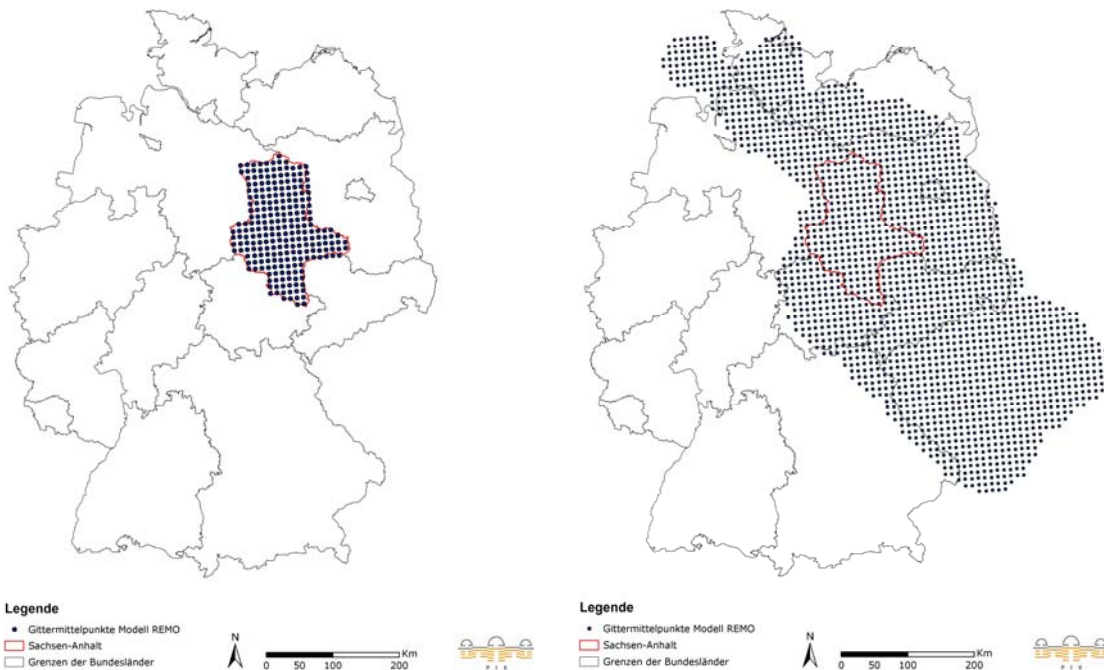 Legende
Gittermittelpunkte Modell REMO
Sachsen-Anhalt
Grenzen der Bundesländer
N
Km
0 50 100 200
P I K
Legende
Gittermittelpunkte Modell REMO
Sachsen-Anhalt
Grenzen der Bundesländer
N
Km
0 50 100 200
P I K